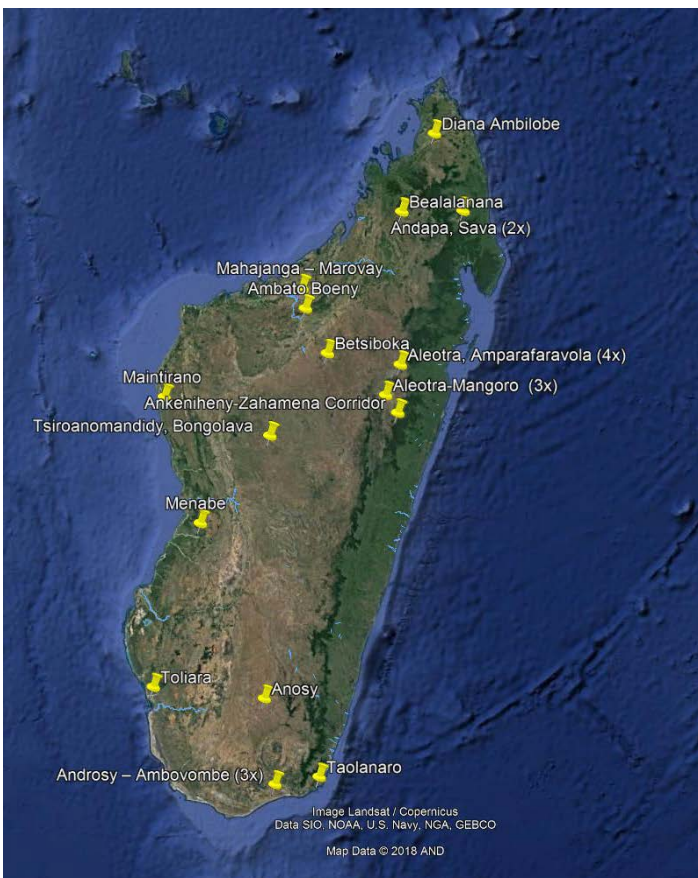 Diana Ambilobe
Bealalanana
Andapa, Sava (2x)
Mahajanga – Marovay
Ambato Boeny
Betsiboka
Aleotra, Amparafaravola (4x)
Maintirano
Aleotra-Mangoro (3x)
Ankeniheny-Zahamena Corridor
Tsiroanomandidy, Bongolava
Menabe
Toliara
Anosy
Androsy – Ambovombe (3x)
Taolanaro
Image Landsat / Copernicus
Data SIO, NOAA, U.S. Navy, NGA, GEBCO
Map Data © 2018 AND